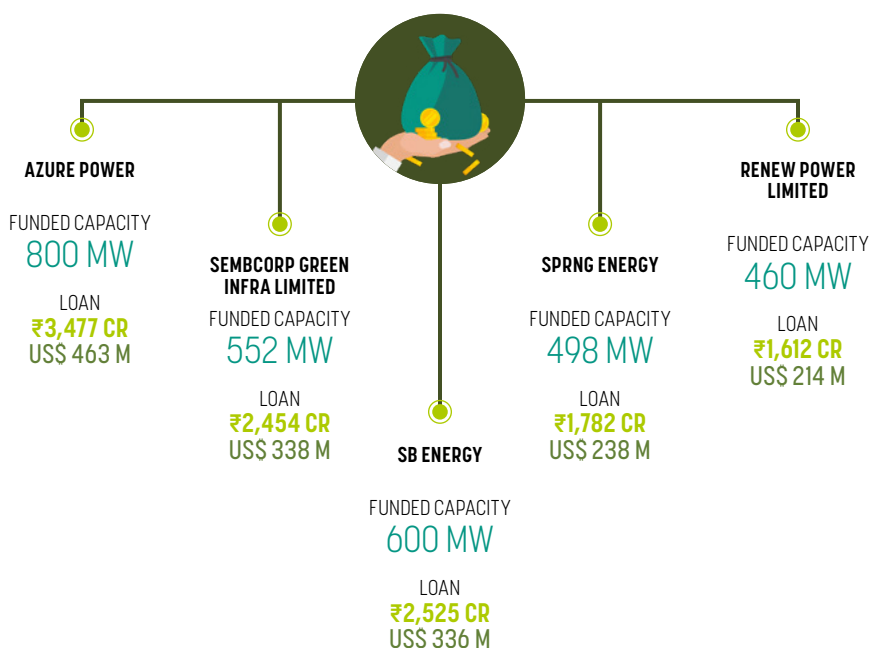 AZURE POWER
FUNDED CAPACITY
800 MW
LOAN
₹3,477 CR
US$ 463 M
SEMBCORP GREEN
INFRA LIMITED
FUNDED CAPACITY
552 MW
LOAN
₹2,454 CR
US$ 338 M
SB ENERGY
FUNDED CAPACITY
600 MW
LOAN
₹2,525 CR
US$ 336 M
SPRNG ENERGY
FUNDED CAPACITY
498 MW
LOAN
₹1,782 CR
US$ 238 M
RENEW POWER
LIMITED
FUNDED CAPACITY
460 MW
LOAN
₹1,612 CR
US$ 214 M